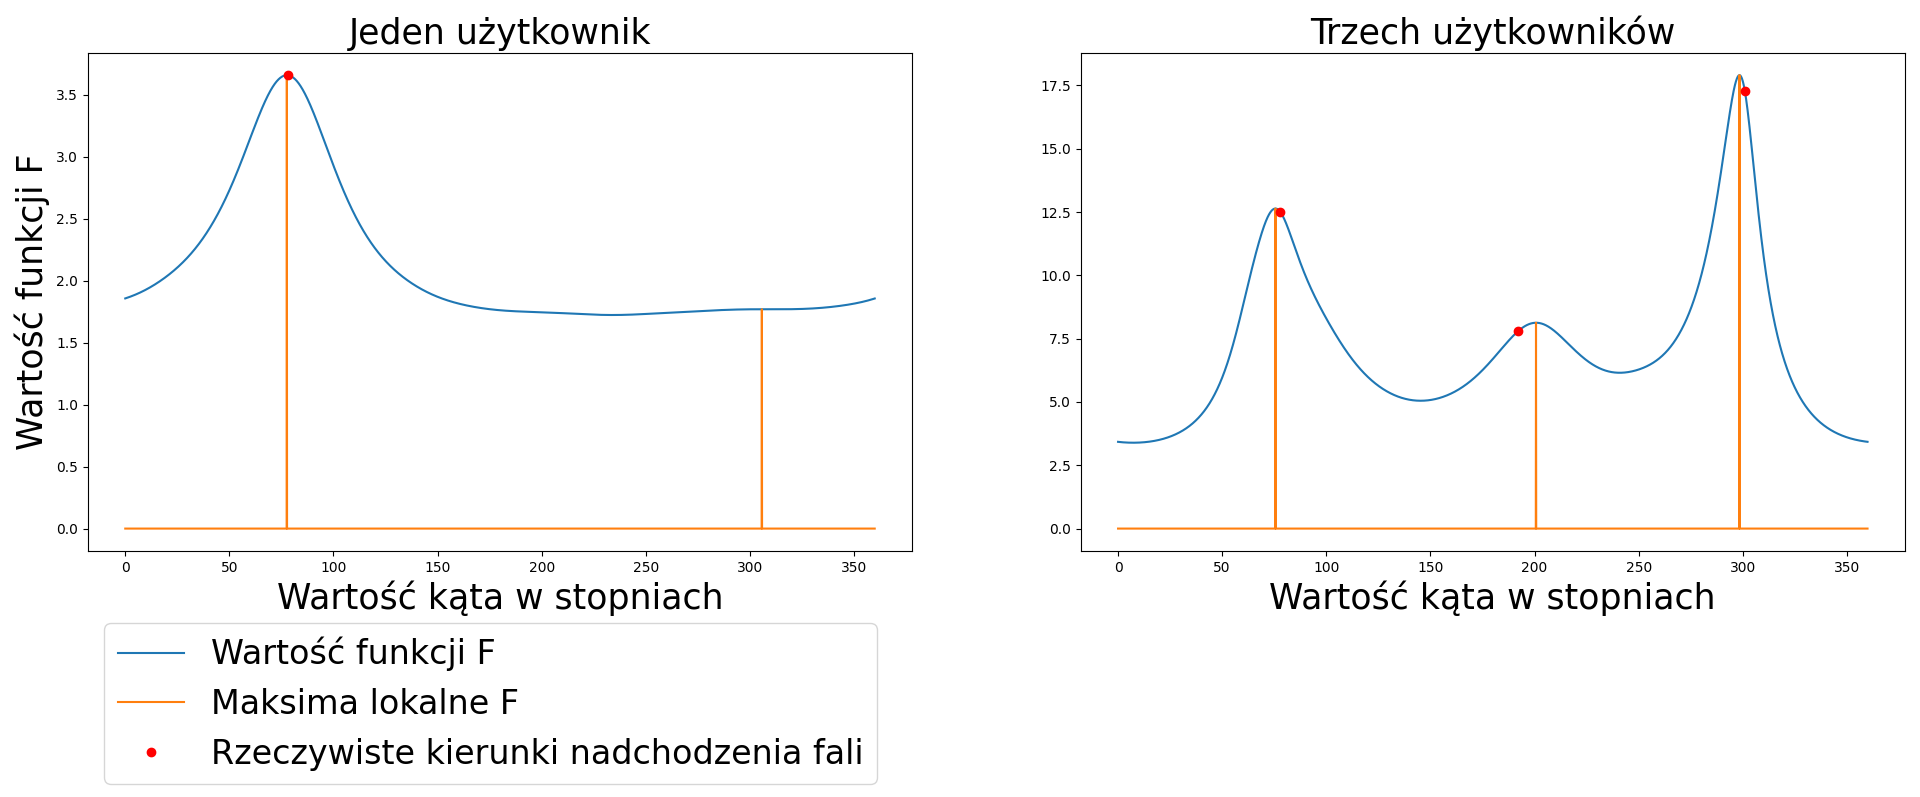 Jeden użytkownik
Wartość funkcji F
3.5
3.0
2.5
2.0
1.5
1.0
0.5
0.0
0 50 100 150 200 250 300 350
Wartość kąta w stopniach
Trzech użytkowników
17.5
15.0
12.5
10.0
7.5
5.0
2.5
0.0
0 50 100 150 200 250 300 350
Wartość kąta w stopniach
Wartość funkcji F
Maksima lokalne F
Rzeczywiste kierunki nadchodzenia fali